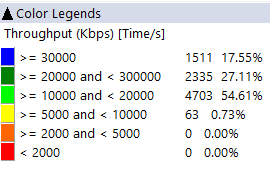 Color Legends
Throughput (Kbps) [Time/s]
>= 30000 1511 17.55%
>= 20000 and < 300000 2335 27.11%
>= 10000 and < 20000 4703 54.61%
>= 5000 and < 10000 63 0.73%
>= 2000 and < 5000 0 0.00%
< 2000 0 0.00%